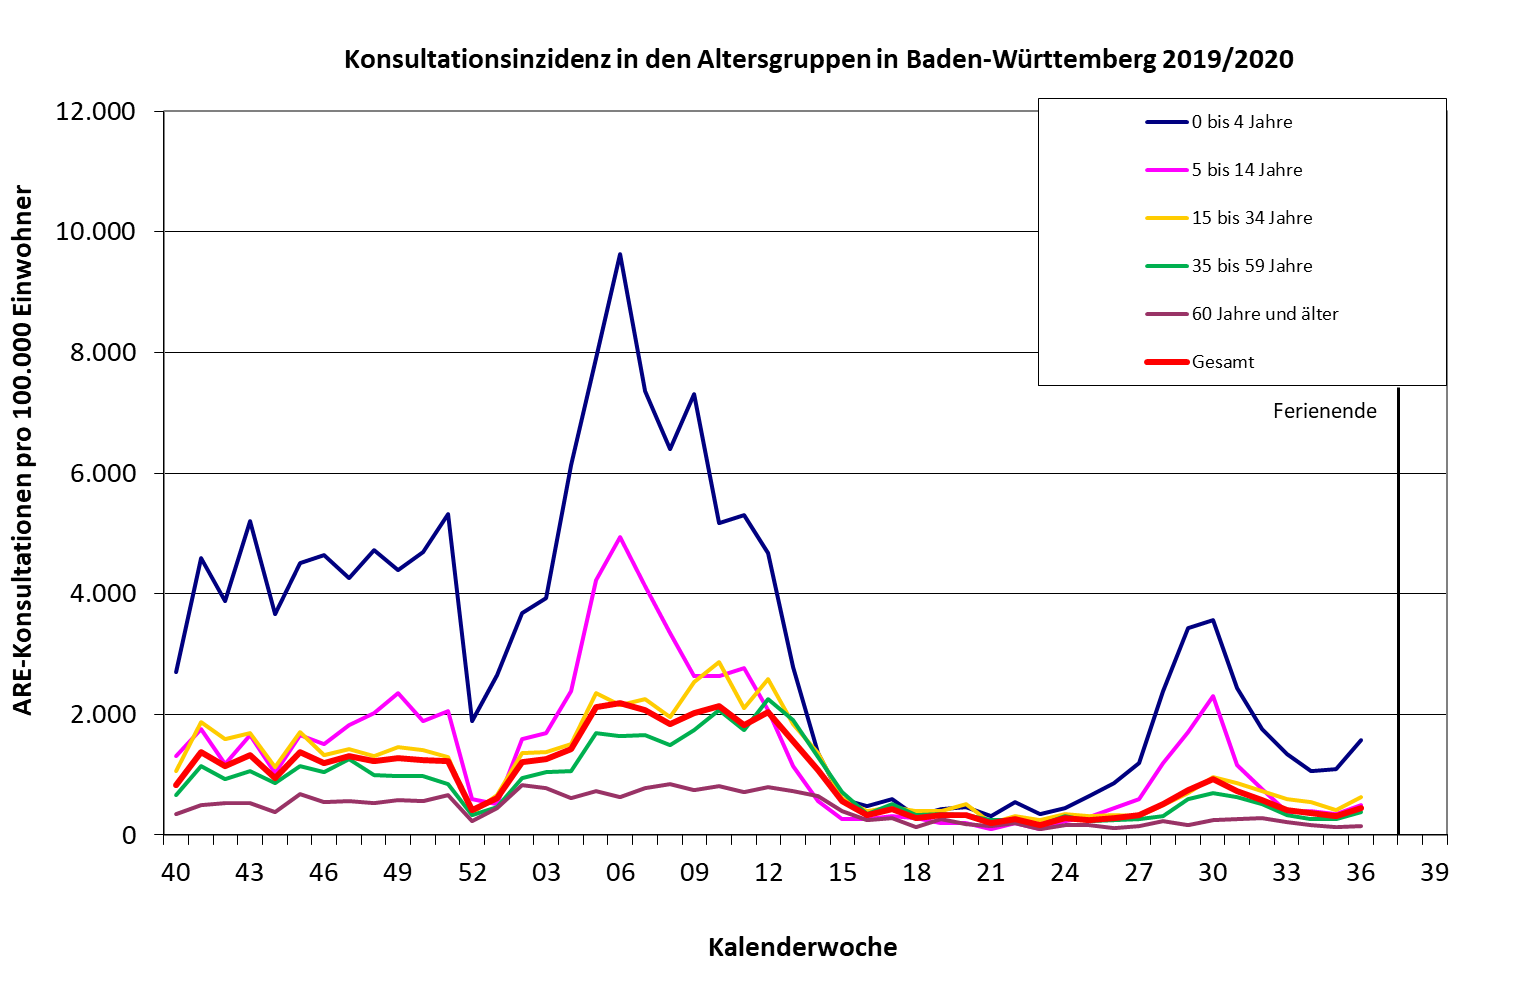 Konsultationsinzidenz in den Altersgruppen in Baden-Württemberg 2019/2020
12.000
10.000
8.000
6.000
4.000
2.000
0
ARE-Konsultationen pro 100.000 Einwohner
0 bis 4 Jahre
5 bis 14 Jahre
15 bis 34 Jahre
35 bis 59 Jahre
60 Jahre und älter
Gesamt
Ferienende
40 43 46 49 52 03 06 09 12 15 18 21 24 27 30 33 36 39
Kalenderwoche